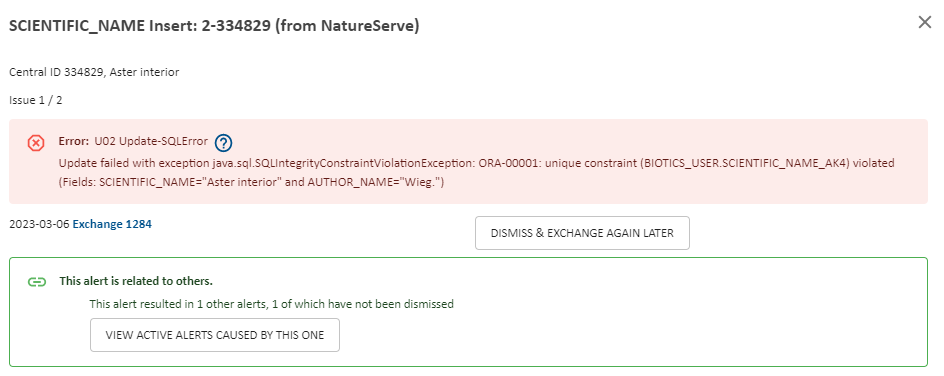 SCIENTIFIC_NAME Insert: 2-334829 (from NatureServe)
Central ID 334829, Aster interior
Issue 1 / 2
Error: U02 Update-SQLError ?
Update failed with exception java.sql.SQLIntegrityConstraintViolationException: ORA-00001: unique constraint (BIOTICS_USER.SCIENTIFIC_NAME_AK4) violated
(Fields: SCIENTIFIC_NAME="Aster interior" and AUTHOR_NAME="Wieg.")
2023-03-06 Exchange 1284
DISMISS & EXCHANGE AGAIN LATER
This alert is related to others.
This alert resulted in 1 other alerts, 1 of which have not been dismissed
VIEW ACTIVE ALERTS CAUSED BY THIS ONE